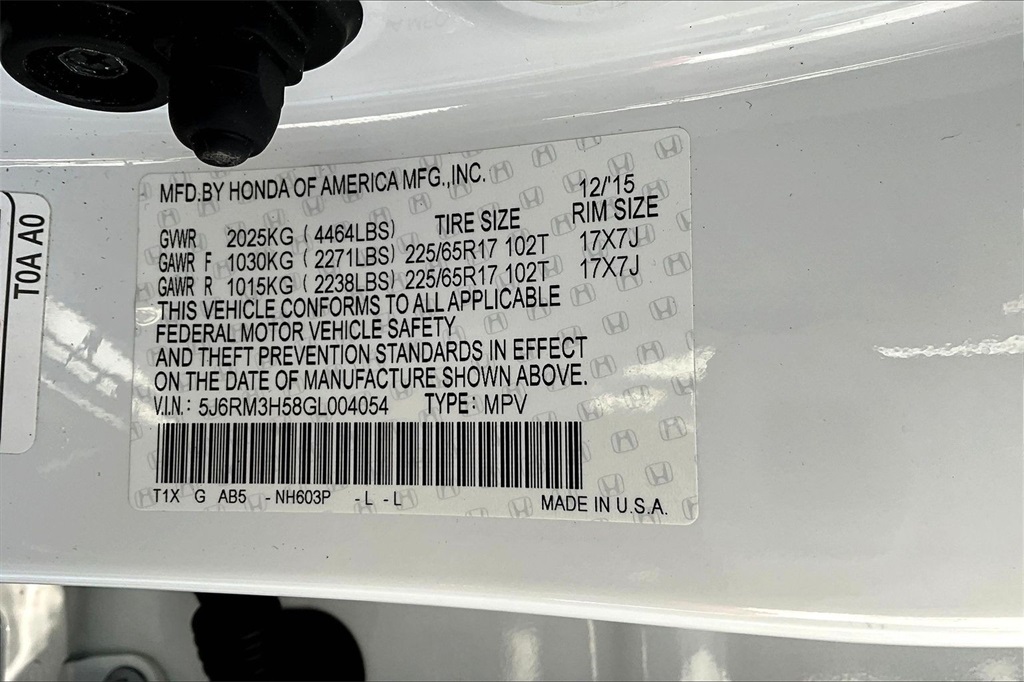 MFD.BY HONDA OF AMERICA MFG.,INC. 12/'15
TIRE SIZE RIM SIZE
GVWR 2025KG (4464LBS)
GAWR F 1030KG (2271LBS) 225/65R17 102T 17X7J
GAWR R 1015KG (2238LBS) 225/65R17 102T 17X7J
THIS VEHICLE CONFORMS TO ALL APPLICABLE
FEDERAL MOTOR VEHICLE SAFETY
AND THEFT PREVENTION STANDARDS IN EFFECT
ON THE DATE OF MANUFACTURE SHOWN ABOVE.
V.I.N.: 5J6RM3H58GL004054 TYPE: MPV
T1X G AB5 -NH603P -L -L
MADE IN U.S.A.
T0A A0